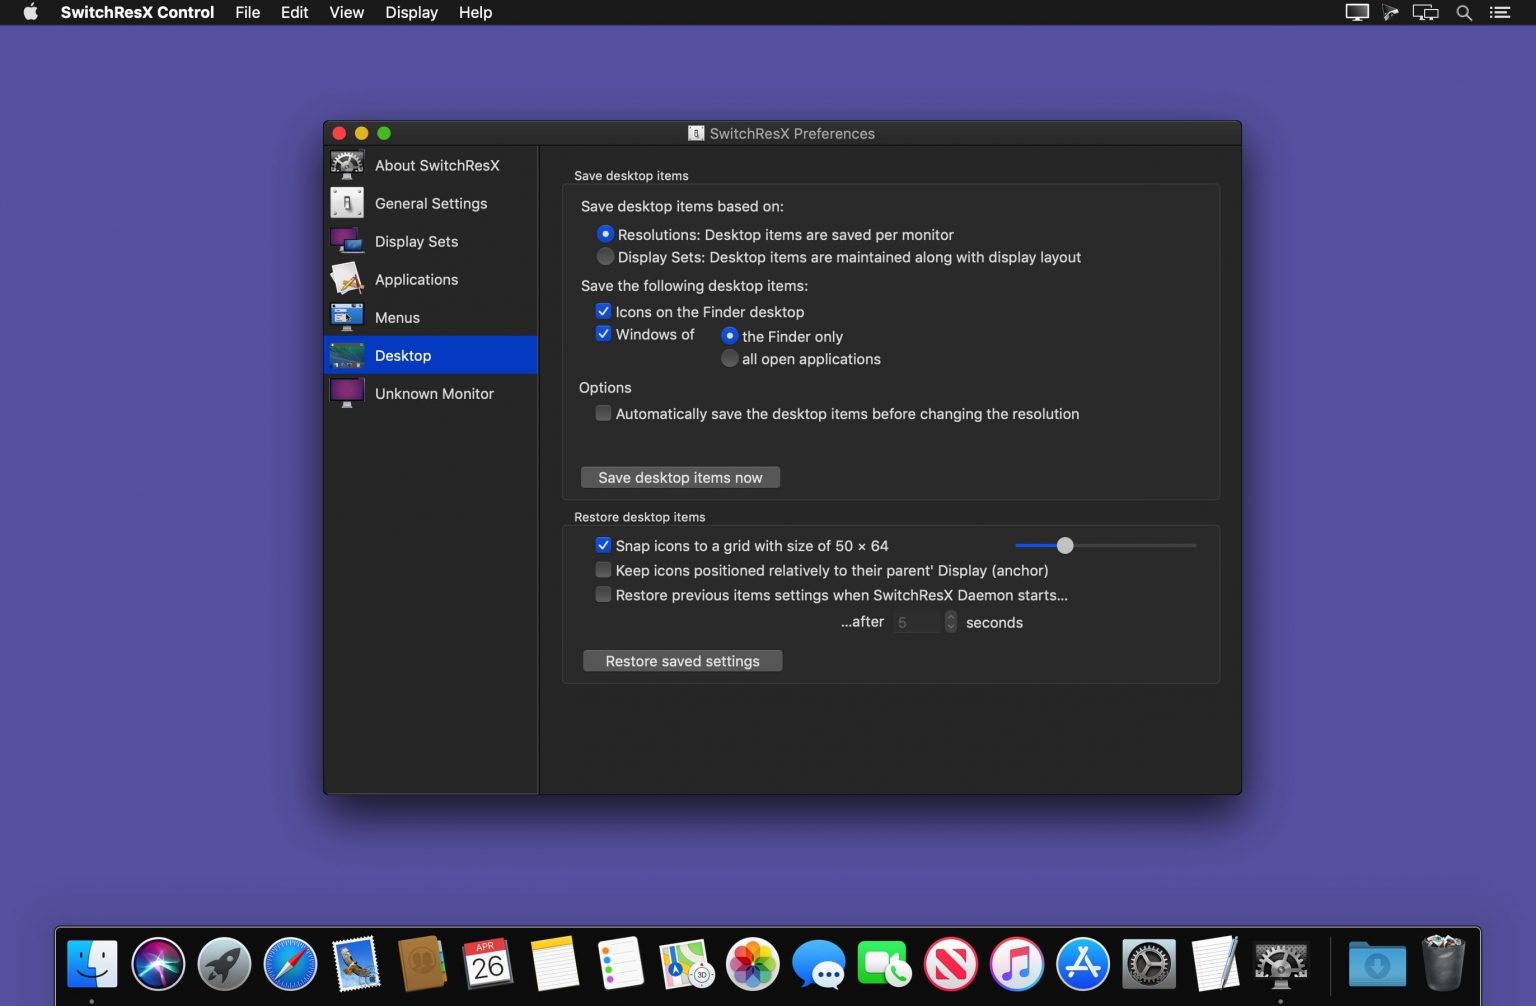 SwitchResX Control File Edit View Display Help
SwitchResX Preferences
About SwitchResX
General Settings
Display Sets
Applications
Menus
Desktop
Unknown Monitor
Save desktop items
Save desktop items based on:
Resolutions: Desktop items are saved per monitor
Display Sets: Desktop items are maintained along with display layout
Save the following desktop items:
Icons on the Finder desktop
Windows of the Finder only
all open applications
Options
Automatically save the desktop items before changing the resolution
Save desktop items now
Restore desktop items
Snap icons to a grid with size of 50 × 64
Keep icons positioned relatively to their parent' Display (anchor)
Restore previous items settings when SwitchResX Daemon starts...
...after 5 seconds
Restore saved settings
APR
26
3D